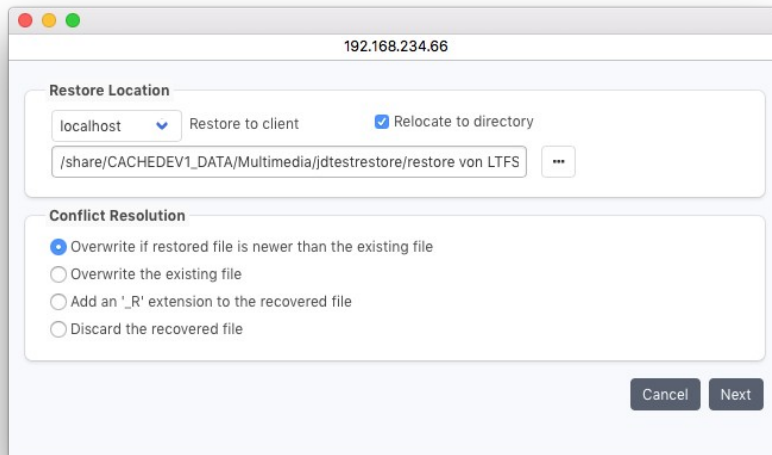 192.168.234.66
Restore Location
localhost Restore to client Relocate to directory
/share/CACHEDEV1_DATA/Multimedia/jdtestrestore/restore von LTFS ...
Conflict Resolution
Overwrite if restored file is newer than the existing file
Overwrite the existing file
Add an '_R' extension to the recovered file
Discard the recovered file
Cancel Next